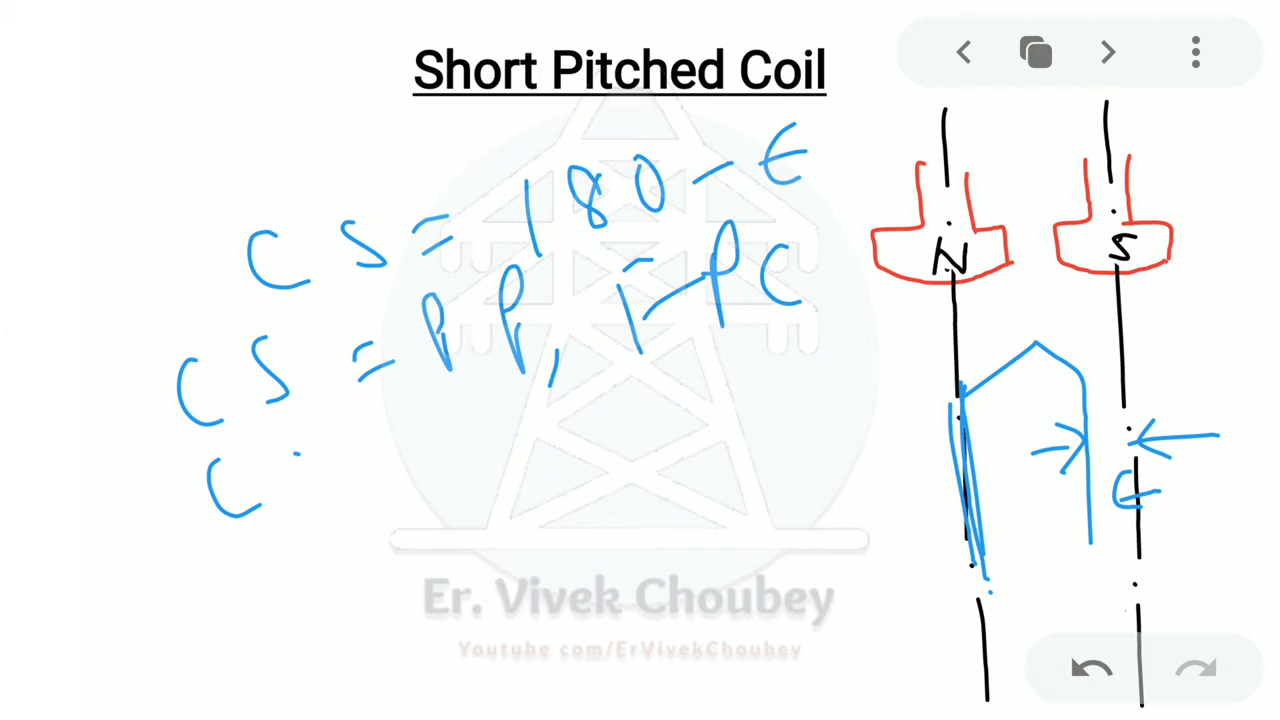 Short Pitched Coil
CS = 180 - ϵ
CS = PP, F-PC
C
N
S
ϵ
Er. Vivek Choubey
Youtube.com/ErVivekChoubey